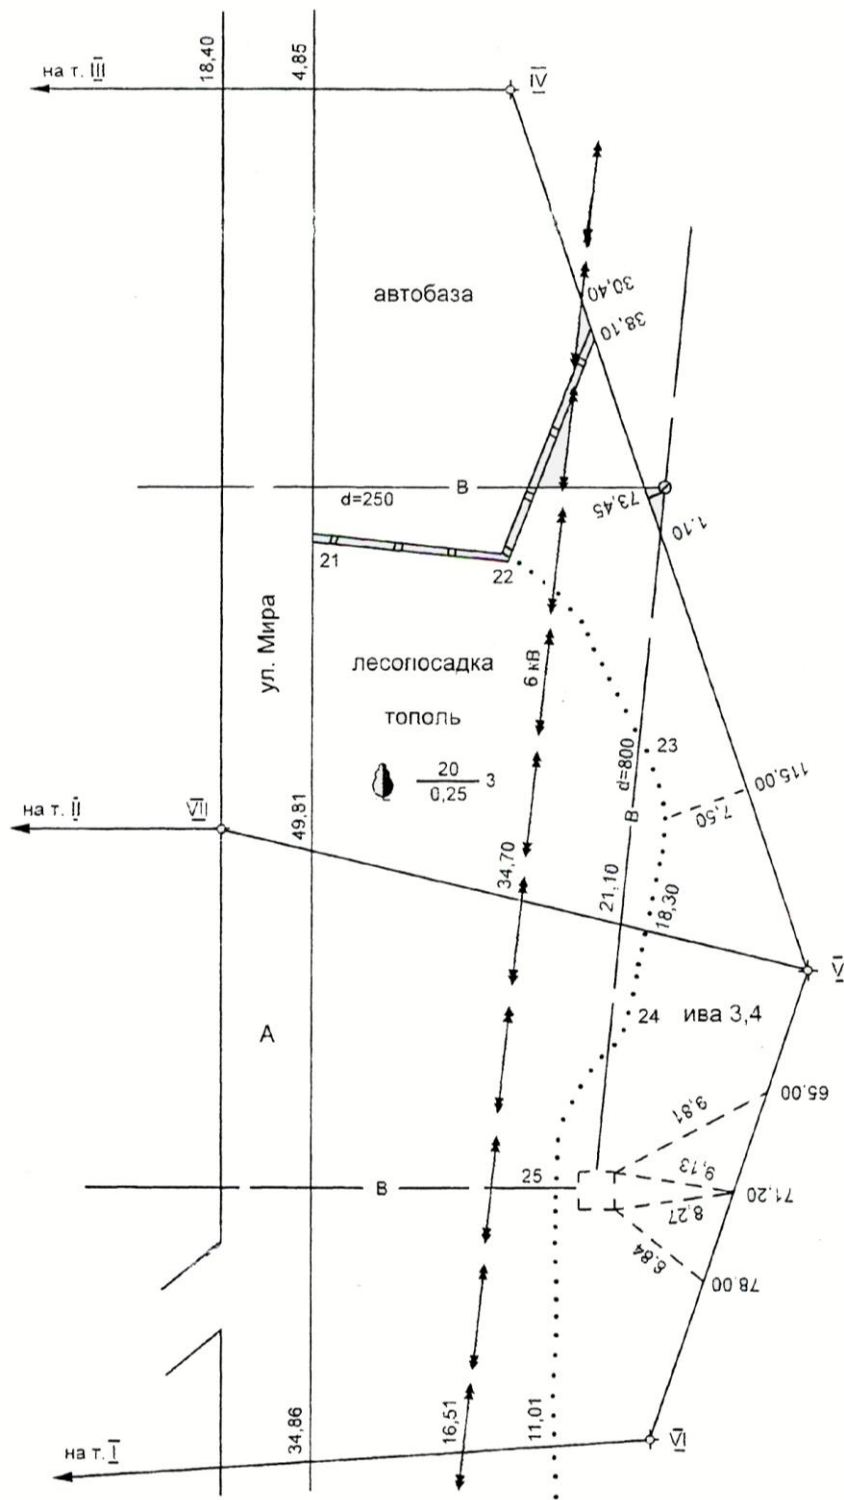 18,40
4,85
на т. III
IV
автобаза
30,40
38,10
В
d=250
73,45
1.10
21
22
ул. Мира
лесопосадка
6 кВ
тополь
23
d=800
20
0,25
3
115.00
7,50
В
на т. II
VII
49,81
34,70
21,10
18,30
V
24
ива 3,4
А
65.00
9,81
9,13
25
В
71.20
8,27
8,84
78.00
34,86
16,51
11,01
VI
на т. I